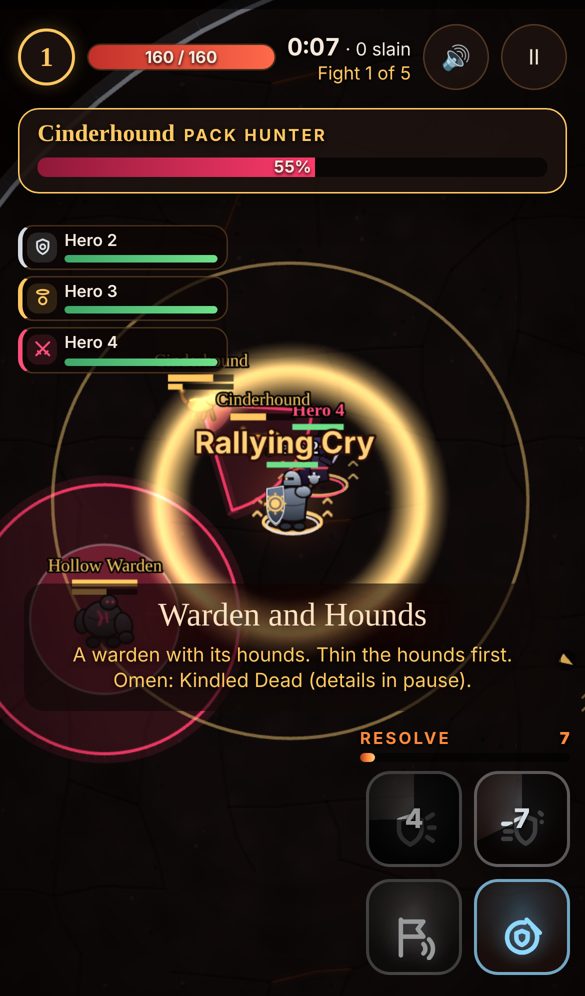 1
160 / 160
0:07 · 0 slain
Fight 1 of 5
Cinderhound PACK HUNTER
55%
Hero 2
Hero 3
Hero 4
Cinderhound
Cinderhound
Hero 4
Rallying Cry
Hollow Warden
Warden and Hounds
A warden with its hounds. Thin the hounds first.
Omen: Kindled Dead (details in pause).
RESOLVE 7
4
7